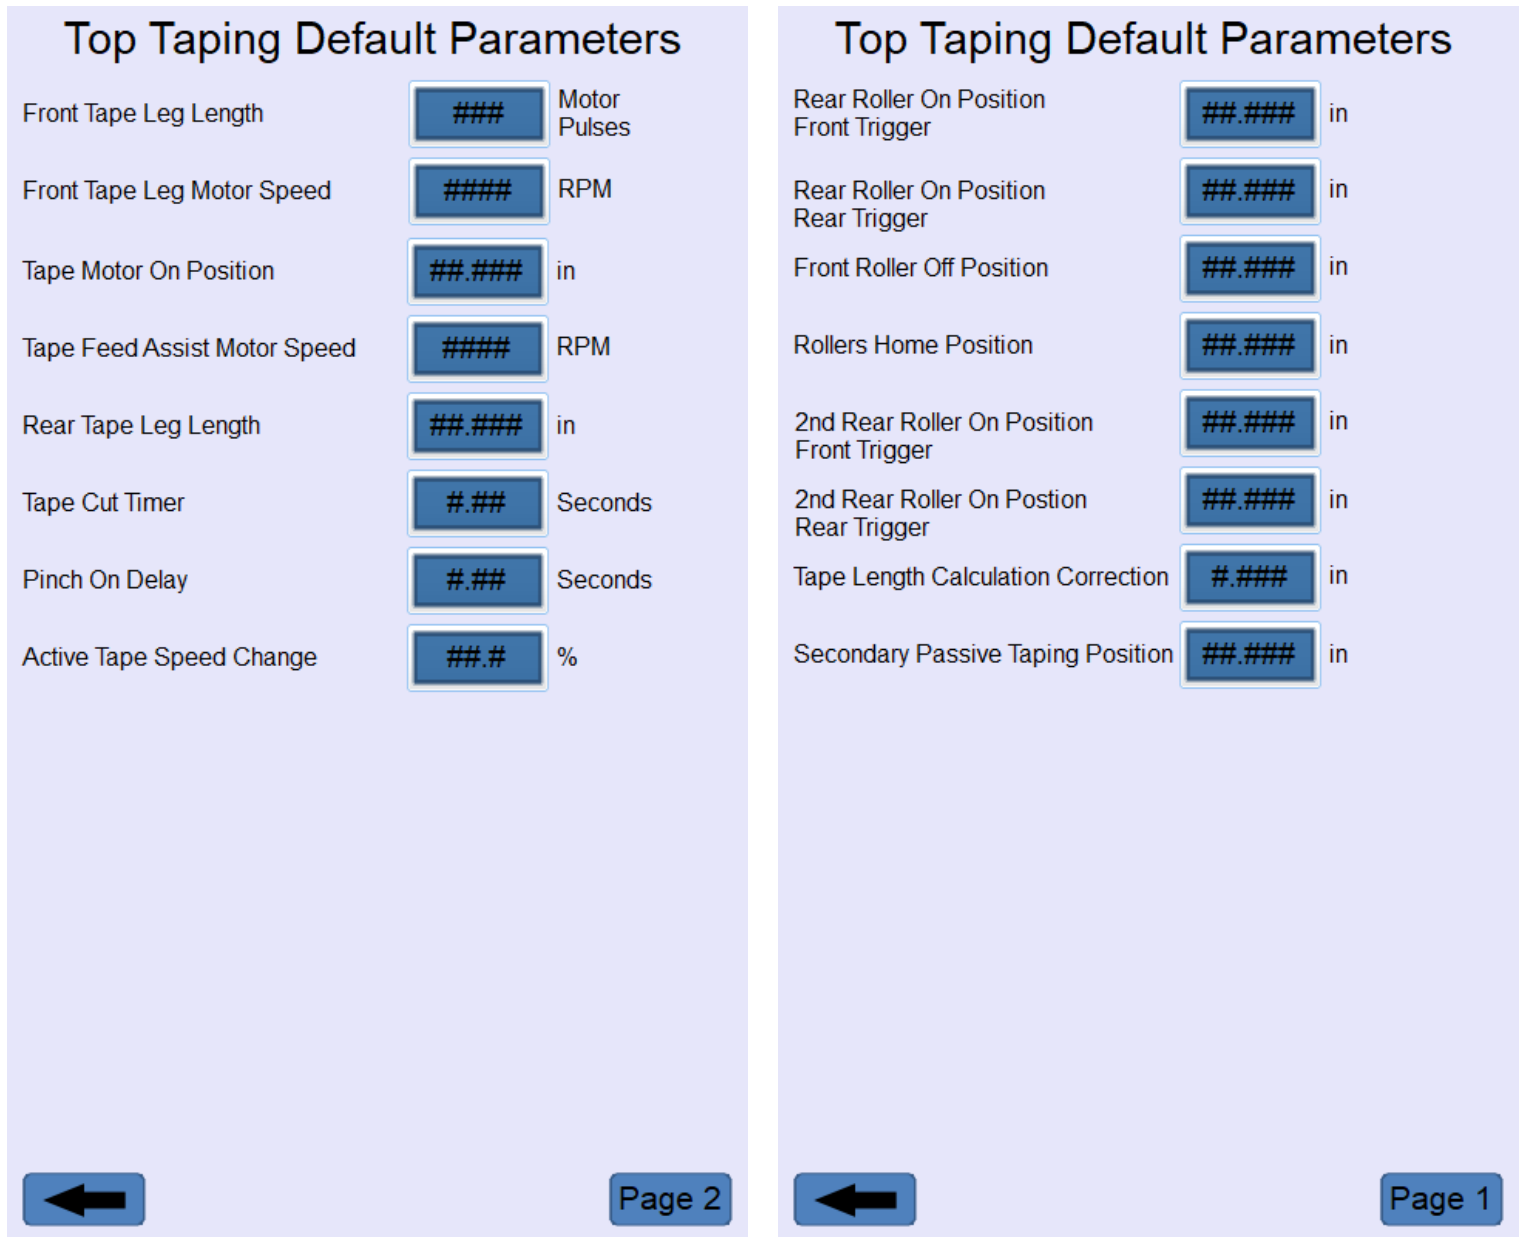 Top Taping Default Parameters
Front Tape Leg Length ### Motor
Pulses
Front Tape Leg Motor Speed #### RPM
Tape Motor On Position ##.### in
Tape Feed Assist Motor Speed #### RPM
Rear Tape Leg Length ##.### in
Tape Cut Timer #.## Seconds
Pinch On Delay #.## Seconds
Active Tape Speed Change ##.# %
Page 2
Top Taping Default Parameters
Rear Roller On Position
Front Trigger ##.### in
Rear Roller On Position
Rear Trigger ##.### in
Front Roller Off Position ##.### in
Rollers Home Position ##.### in
2nd Rear Roller On Position
Front Trigger ##.### in
2nd Rear Roller On Postion
Rear Trigger ##.### in
Tape Length Calculation Correction #.### in
Secondary Passive Taping Position ##.### in
Page 1